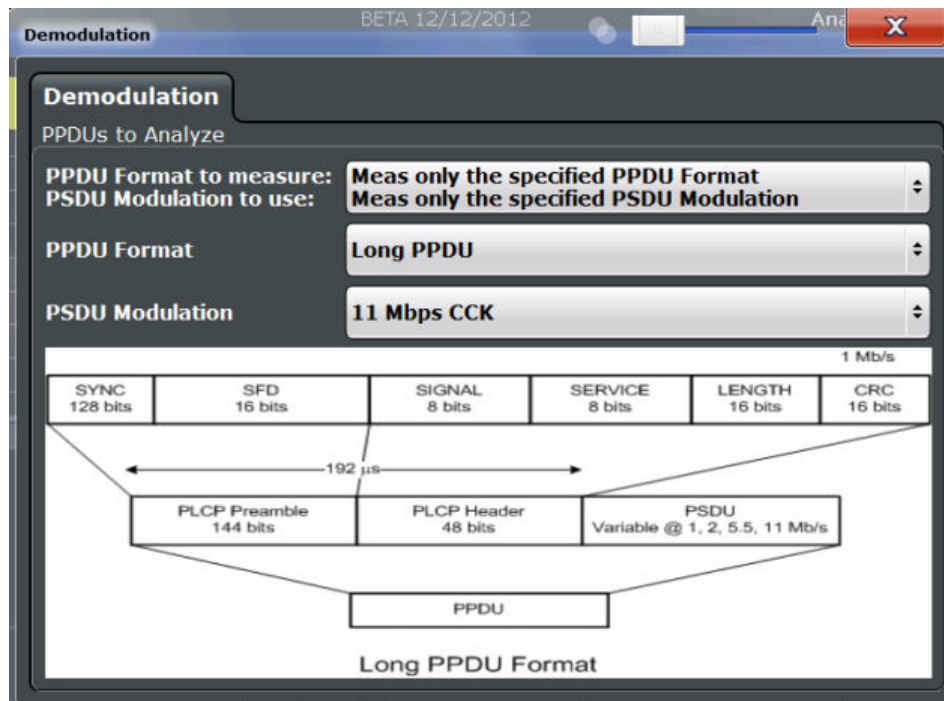 BETA 12/12/2012
Demodulation
Demodulation
PPDUs to Analyze
PPDU Format to measure:
PSDU Modulation to use:
Meas only the specified PPDU Format
Meas only the specified PSDU Modulation
PPDU Format
Long PPDU
PSDU Modulation
11 Mbps CCK
1 Mb/s
SYNC
128 bits
SFD
16 bits
SIGNAL
8 bits
SERVICE
8 bits
LENGTH
16 bits
CRC
16 bits
192 μs
PLCP Preamble
144 bits
PLCP Header
48 bits
PSDU
Variable @ 1, 2, 5.5, 11 Mb/s
PPDU
Long PPDU Format